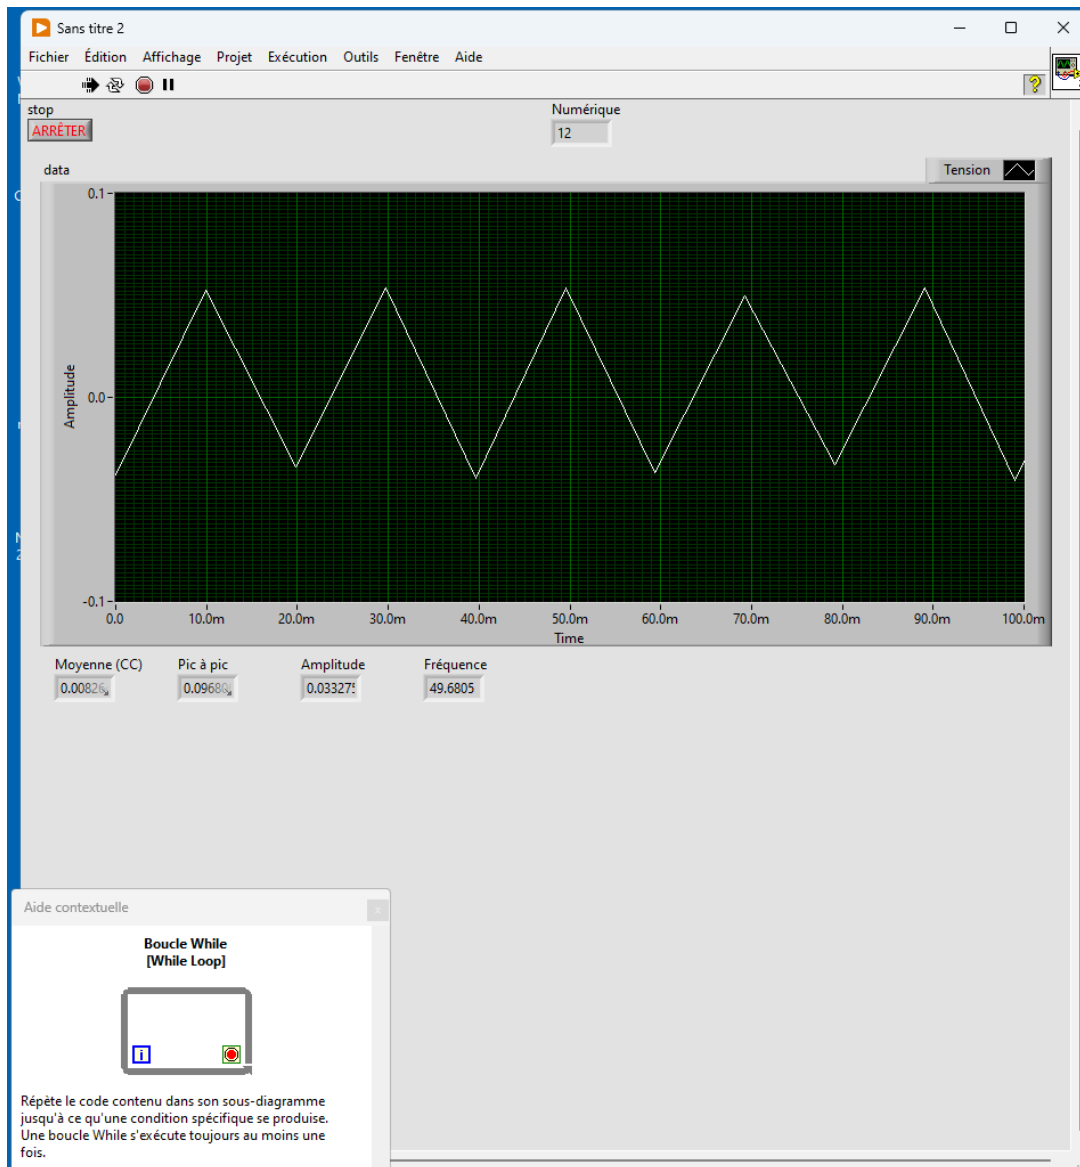 Sans titre 2
Fichier Édition Affichage Projet Exécution Outils Fenêtre Aide
stop
ARRÊTER
Numérique
12
data
Tension
0.1
0.0
-0.1
Amplitude
0.0 10.0m 20.0m 30.0m 40.0m 50.0m 60.0m 70.0m 80.0m 90.0m 100.0m
Time
Moyenne (CC) Pic à pic Amplitude Fréquence
0.00826 0.09680 0.03327 49.6805
Aide contextuelle
Boucle While
[While Loop]
i
Répète le code contenu dans son sous-diagramme
jusqu'à ce qu'une condition spécifique se produise.
Une boucle While s'exécute toujours au moins une
fois.